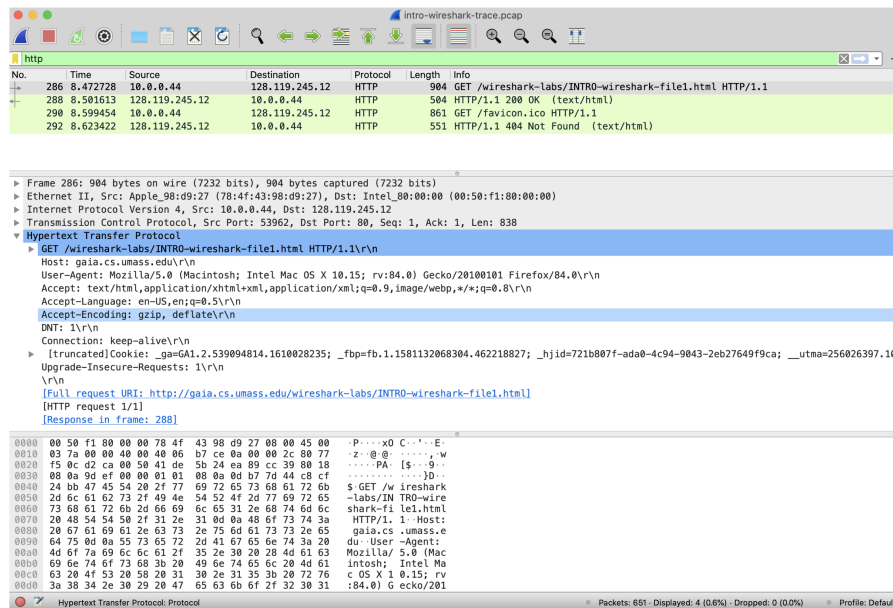 intro-wireshark-trace.pcap
http
No. Time Source Destination Protocol Length Info
286 8.472728 10.0.0.44 128.119.245.12 HTTP 904 GET /wireshark-labs/INTRO-wireshark-file1.html HTTP/1.1
288 8.501613 128.119.245.12 10.0.0.44 HTTP 504 HTTP/1.1 200 OK (text/html)
290 8.599454 10.0.0.44 128.119.245.12 HTTP 861 GET /favicon.ico HTTP/1.1
292 8.623422 128.119.245.12 10.0.0.44 HTTP 551 HTTP/1.1 404 Not Found (text/html)
Frame 286: 904 bytes on wire (7232 bits), 904 bytes captured (7232 bits)
Ethernet II, Src: Apple_98:d9:27 (78:4f:43:98:d9:27), Dst: Intel_80:00:00 (00:50:f1:80:00:00)
Internet Protocol Version 4, Src: 10.0.0.44, Dst: 128.119.245.12
Transmission Control Protocol, Src Port: 53962, Dst Port: 80, Seq: 1, Ack: 1, Len: 838
Hypertext Transfer Protocol
GET /wireshark-labs/INTRO-wireshark-file1.html HTTP/1.1\r\n
Host: gaia.cs.umass.edu\r\n
User-Agent: Mozilla/5.0 (Macintosh; Intel Mac OS X 10.15; rv:84.0) Gecko/20100101 Firefox/84.0\r\n
Accept: text/html,application/xhtml+xml,application/xml;q=0.9,image/webp,*/*;q=0.8\r\n
Accept-Language: en-US,en;q=0.5\r\n
Accept-Encoding: gzip, deflate\r\n
DNT: 1\r\n
Connection: keep-alive\r\n
[truncated]Cookie: _ga=GA1.2.539094814.1610028235; _fbp=fb.1.1581132068304.462218827; _hjid=721b807f-ada0-4c94-9043-2eb27649f9ca; __utma=256026397.10
Upgrade-Insecure-Requests: 1\r\n
\r\n
[Full request URI: http://gaia.cs.umass.edu/wireshark-labs/INTRO-wireshark-file1.html]
[HTTP request 1/1]
[Response in frame: 288]
0000 00 50 f1 80 00 00 78 4f 43 98 d9 27 08 00 45 00 ·P····xO C··'··E·
0010 03 7a 00 00 40 00 40 06 b7 ce 0a 00 00 2c 80 77 ·z··@·@· ·····,·w
0020 f5 0c d2 ca 00 50 41 de 5b 24 ea 89 cc 39 80 18 ·····PA· [$···9··
0030 08 0a 9d ef 00 00 01 01 08 0a 0d b7 7d 44 c8 cf ········ ····}D··
0040 24 bb 47 45 54 20 2f 77 69 72 65 73 68 61 72 6b $·GET /w ireshark
0050 2d 6c 61 62 73 2f 49 4e 54 52 4f 2d 77 69 72 65 -labs/IN TRO-wire
0060 73 68 61 72 6b 2d 66 69 6c 65 31 2e 68 74 6d 6c shark-fi le1.html
0070 20 48 54 54 50 2f 31 2e 31 0d 0a 48 6f 73 74 3a HTTP/1. 1··Host:
0080 20 67 61 69 61 2e 63 73 2e 75 6d 61 73 73 2e 65 gaia.cs .umass.e
0090 64 75 0d 0a 55 73 65 72 2d 41 67 65 6e 74 3a 20 du··User -Agent:
00a0 4d 6f 7a 69 6c 6c 61 2f 35 2e 30 20 28 4d 61 63 Mozilla/ 5.0 (Mac
00b0 69 6e 74 6f 73 68 3b 20 49 6e 74 65 6c 20 4d 61 intosh; Intel Ma
00c0 63 20 4f 53 20 58 20 31 30 2e 31 35 3b 20 72 76 c OS X 1 0.15; rv
00d0 3a 38 34 2e 30 29 20 47 65 63 6b 6f 2f 32 30 31 :84.0) G ecko/201
Hypertext Transfer Protocol: Protocol Packets: 651 · Displayed: 4 (0.6%) · Dropped: 0 (0.0%) Profile: Defau